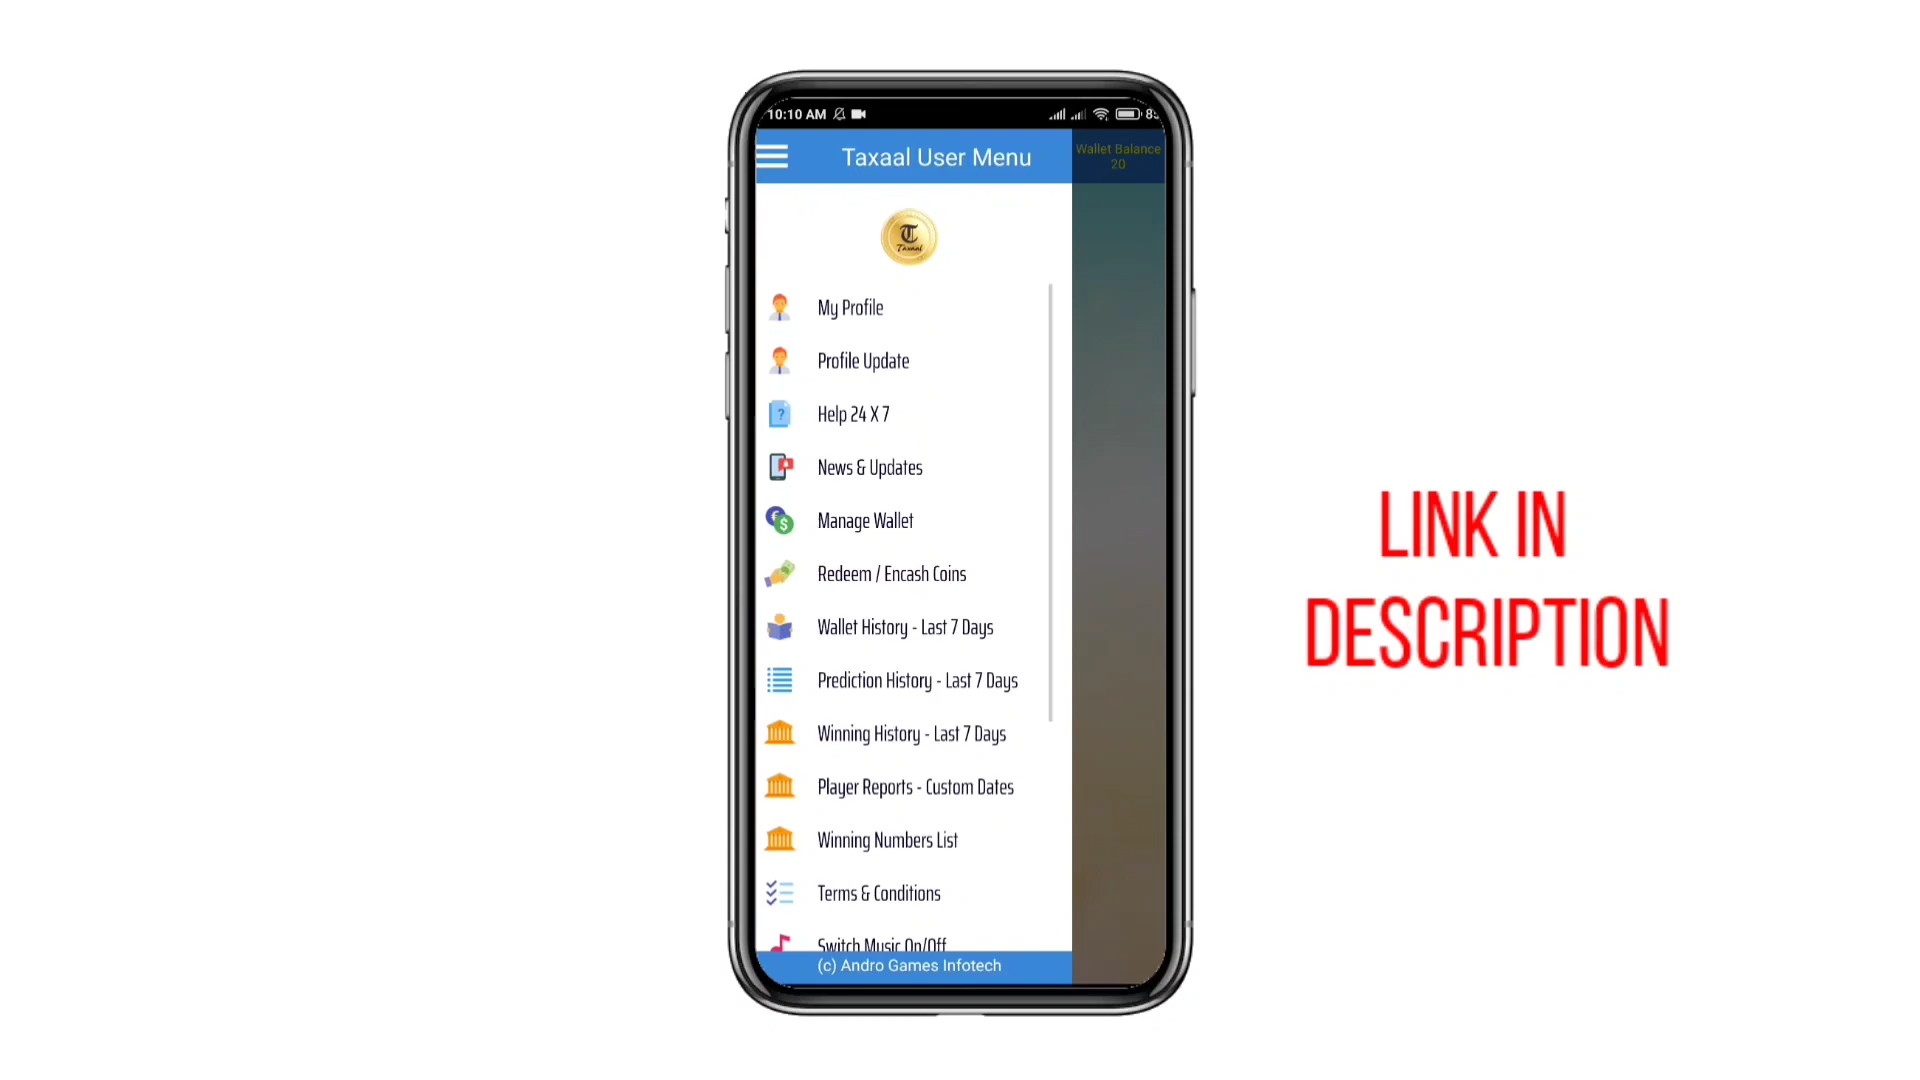 10:10 AM
Taxaal User Menu
Wallet Balance
20
T
Taxaal
My Profile
Profile Update
Help 24 X 7
News & Updates
Manage Wallet
Redeem / Encash Coins
Wallet History - Last 7 Days
Prediction History - Last 7 Days
Winning History - Last 7 Days
Player Reports - Custom Dates
Winning Numbers List
Terms & Conditions
Switch Music On/Off
(c) Andro Games Infotech
LINK IN
DESCRIPTION